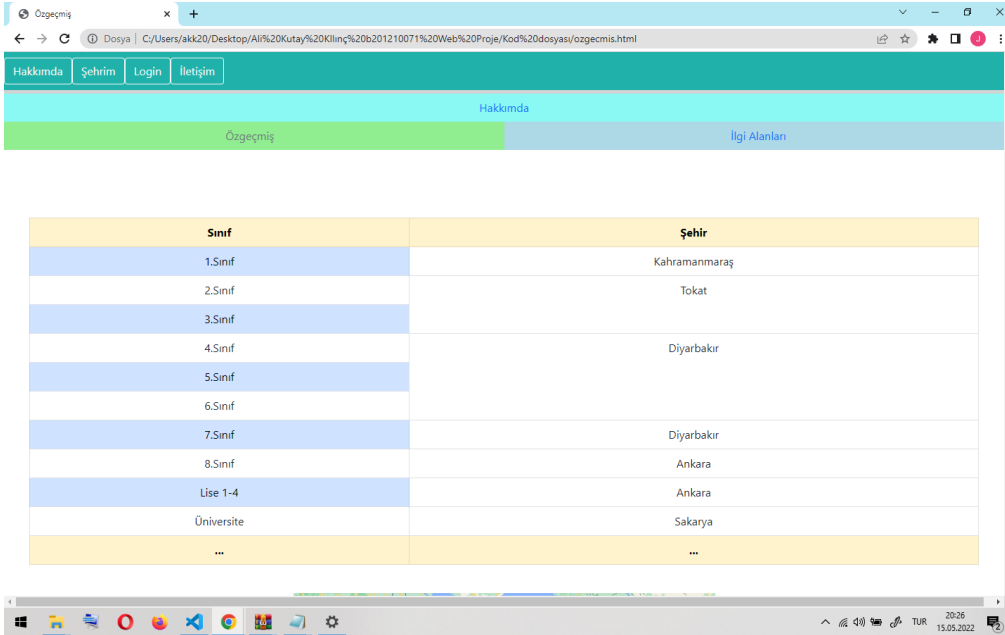 Özgeçmiş
Dosya | C:/Users/akk20/Desktop/Ali%20Kutay%20KIlınç%20b201210071%20Web%20Proje/Kod%20dosyası/ozgecmis.html
J
Hakkımda Şehrim Login İletişim
Hakkımda
Özgeçmiş İlgi Alanları
Sınıf Şehir
1.Sınıf Kahramanmaraş
2.Sınıf Tokat
3.Sınıf
4.Sınıf Diyarbakır
5.Sınıf
6.Sınıf
7.Sınıf Diyarbakır
8.Sınıf Ankara
Lise 1-4 Ankara
Üniversite Sakarya
... ...
TUR 20:26
15.05.2022
2